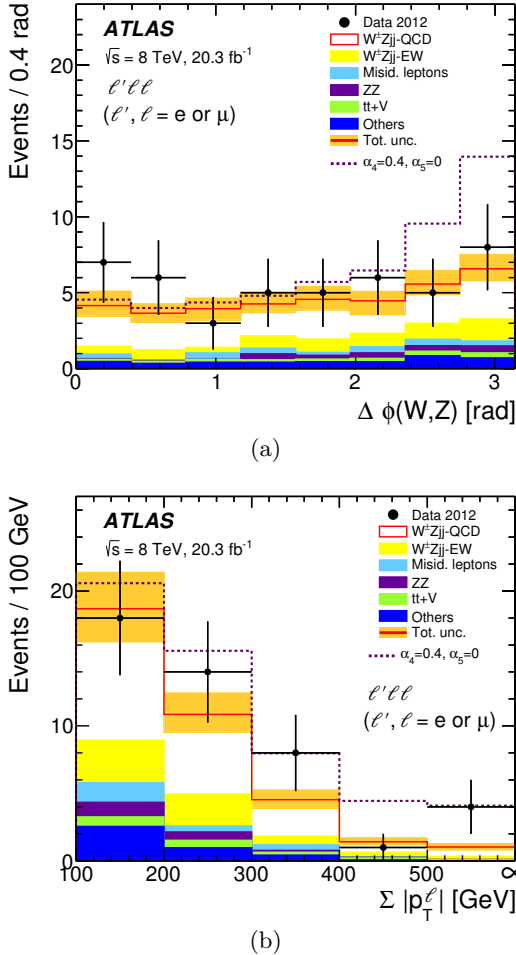 Events / 0.4 rad
ATLAS
√s = 8 TeV, 20.3 fb⁻¹
ℓ'ℓℓ
(ℓ', ℓ = e or μ)
Data 2012
W±Zjj-QCD
W±Zjj-EW
Misid. leptons
ZZ
tt+V
Others
Tot. unc.
α₄=0.4, α₅=0
20
15
10
5
0
0 1 2 3
Δ ϕ(W,Z) [rad]
(a)
Events / 100 GeV
ATLAS
√s = 8 TeV, 20.3 fb⁻¹
Data 2012
W±Zjj-QCD
W±Zjj-EW
Misid. leptons
ZZ
tt+V
Others
Tot. unc.
α₄=0.4, α₅=0
ℓ'ℓℓ
(ℓ', ℓ = e or μ)
20
10
0
100 200 300 400 500 ∞
Σ |p_T^ℓ| [GeV]
(b)